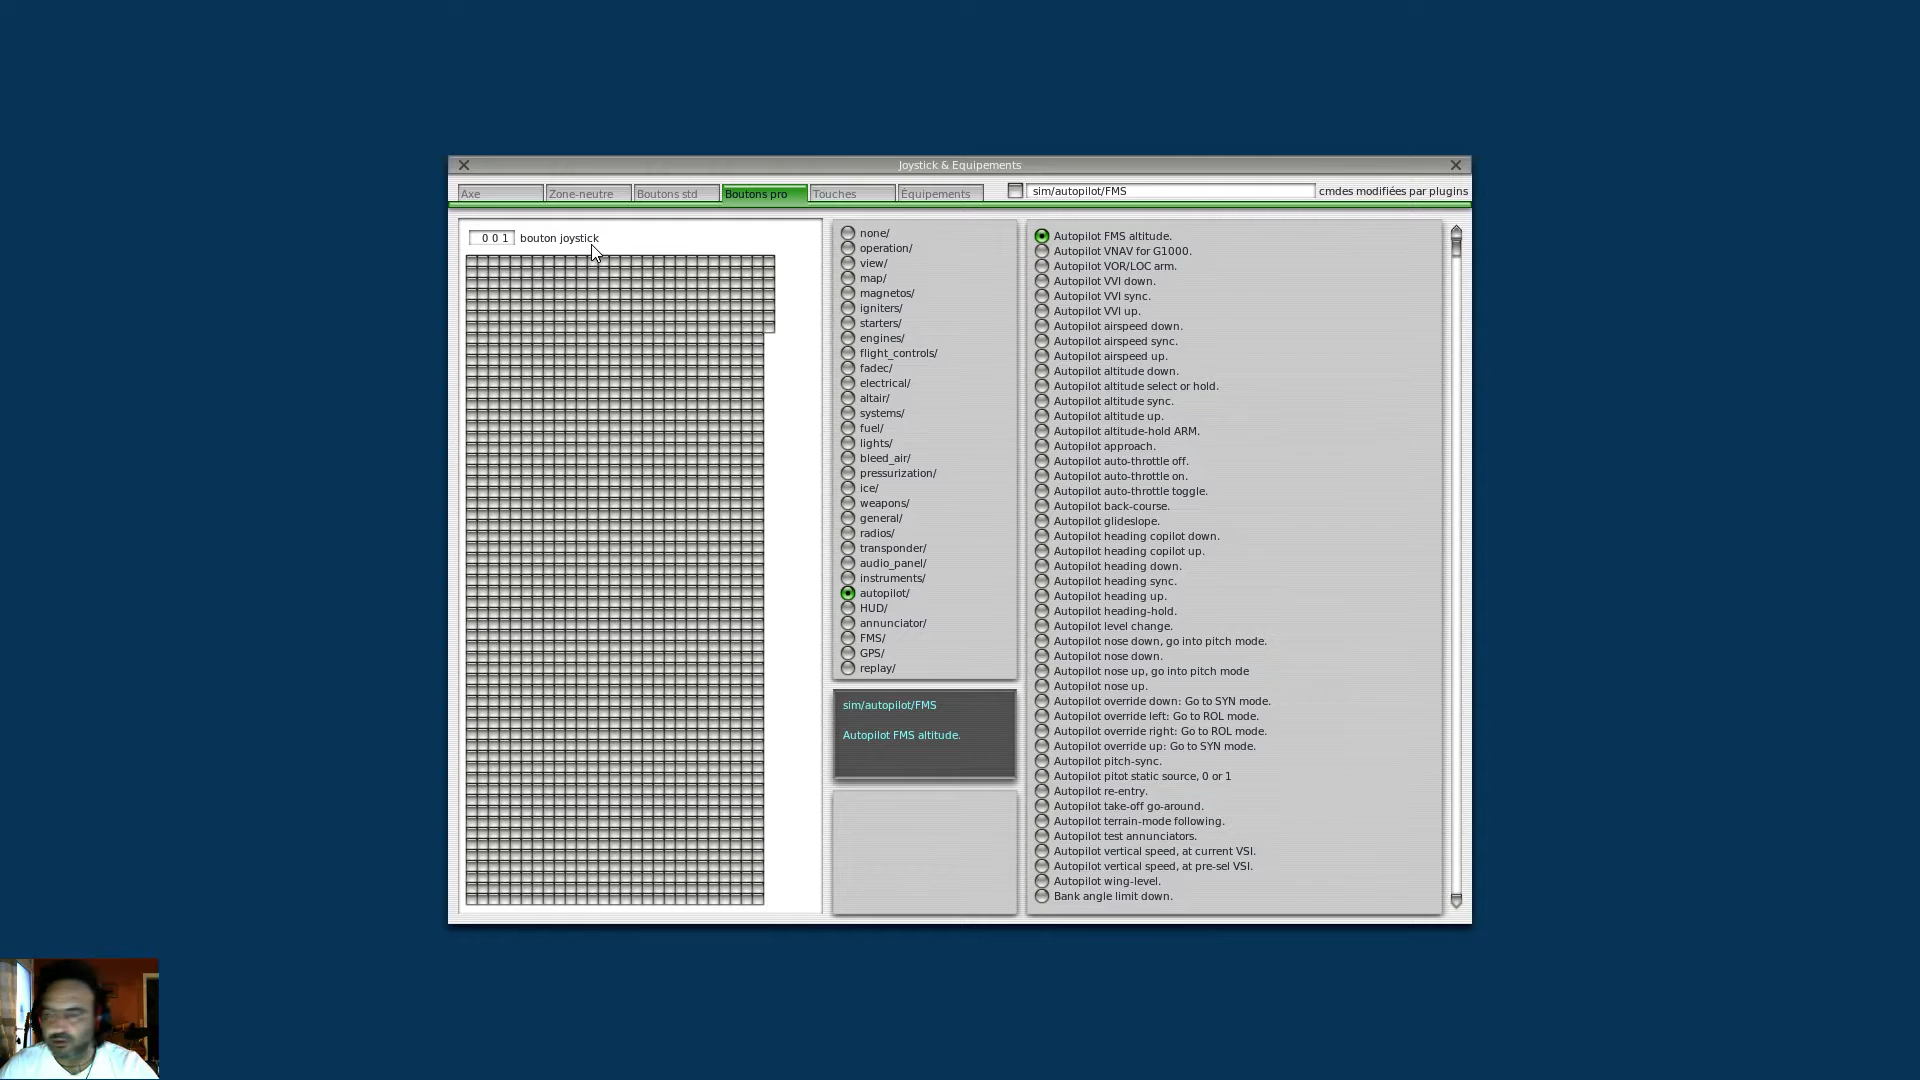 Joystick & Equipements
Axe
Zone-neutre
Boutons std
Boutons pro
Touches
Équipements
sim/autopilot/FMS
cmdes modifiées par plugins
0 0 1 bouton joystick
none/
operation/
view/
map/
magnetos/
igniters/
starters/
engines/
flight_controls/
fadec/
electrical/
altair/
systems/
fuel/
lights/
bleed_air/
pressurization/
ice/
weapons/
general/
radios/
transponder/
audio_panel/
instruments/
autopilot/
HUD/
annunciator/
FMS/
GPS/
replay/
sim/autopilot/FMS
Autopilot FMS altitude.
Autopilot FMS altitude.
Autopilot VNAV for G1000.
Autopilot VOR/LOC arm.
Autopilot VVI down.
Autopilot VVI sync.
Autopilot VVI up.
Autopilot airspeed down.
Autopilot airspeed sync.
Autopilot airspeed up.
Autopilot altitude down.
Autopilot altitude select or hold.
Autopilot altitude sync.
Autopilot altitude up.
Autopilot altitude-hold ARM.
Autopilot approach.
Autopilot auto-throttle off.
Autopilot auto-throttle on.
Autopilot auto-throttle toggle.
Autopilot back-course.
Autopilot glideslope.
Autopilot heading copilot down.
Autopilot heading copilot up.
Autopilot heading down.
Autopilot heading sync.
Autopilot heading up.
Autopilot heading-hold.
Autopilot level change.
Autopilot nose down, go into pitch mode.
Autopilot nose down.
Autopilot nose up, go into pitch mode
Autopilot nose up.
Autopilot override down: Go to SYN mode.
Autopilot override left: Go to ROL mode.
Autopilot override right: Go to ROL mode.
Autopilot override up: Go to SYN mode.
Autopilot pitch-sync.
Autopilot pitot static source, 0 or 1
Autopilot re-entry.
Autopilot take-off go-around.
Autopilot terrain-mode following.
Autopilot test annunciators.
Autopilot vertical speed, at current VSI.
Autopilot vertical speed, at pre-sel VSI.
Autopilot wing-level.
Bank angle limit down.